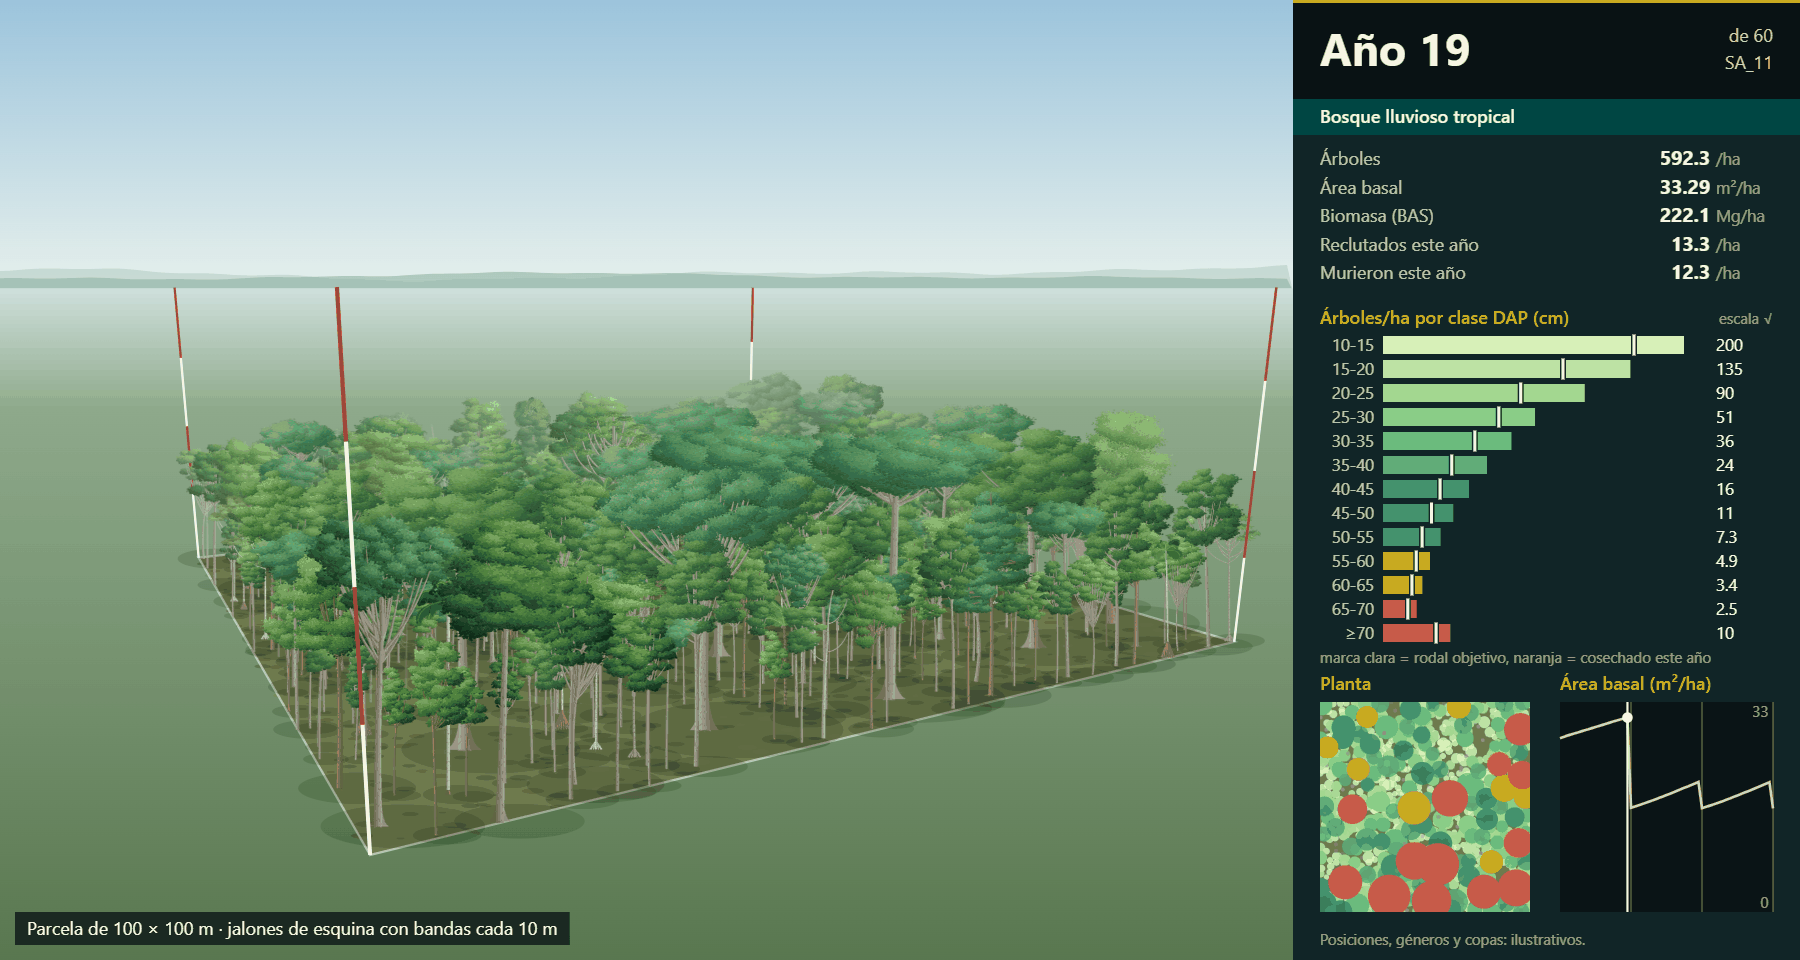 Año 19
de 60
SA_11
Bosque lluvioso tropical
Árboles 592.3 /ha
Área basal 33.29 m²/ha
Biomasa (BAS) 222.1 Mg/ha
Reclutados este año 13.3 /ha
Murieron este año 12.3 /ha
Árboles/ha por clase DAP (cm) escala √
10-15 200
15-20 135
20-25 90
25-30 51
30-35 36
35-40 24
40-45 16
45-50 11
50-55 7.3
55-60 4.9
60-65 3.4
65-70 2.5
≥70 10
marca clara = rodal objetivo, naranja = cosechado este año
Planta
Área basal (m²/ha)
33
0
Posiciones, géneros y copas: ilustrativos.
Parcela de 100 × 100 m · jalones de esquina con bandas cada 10 m